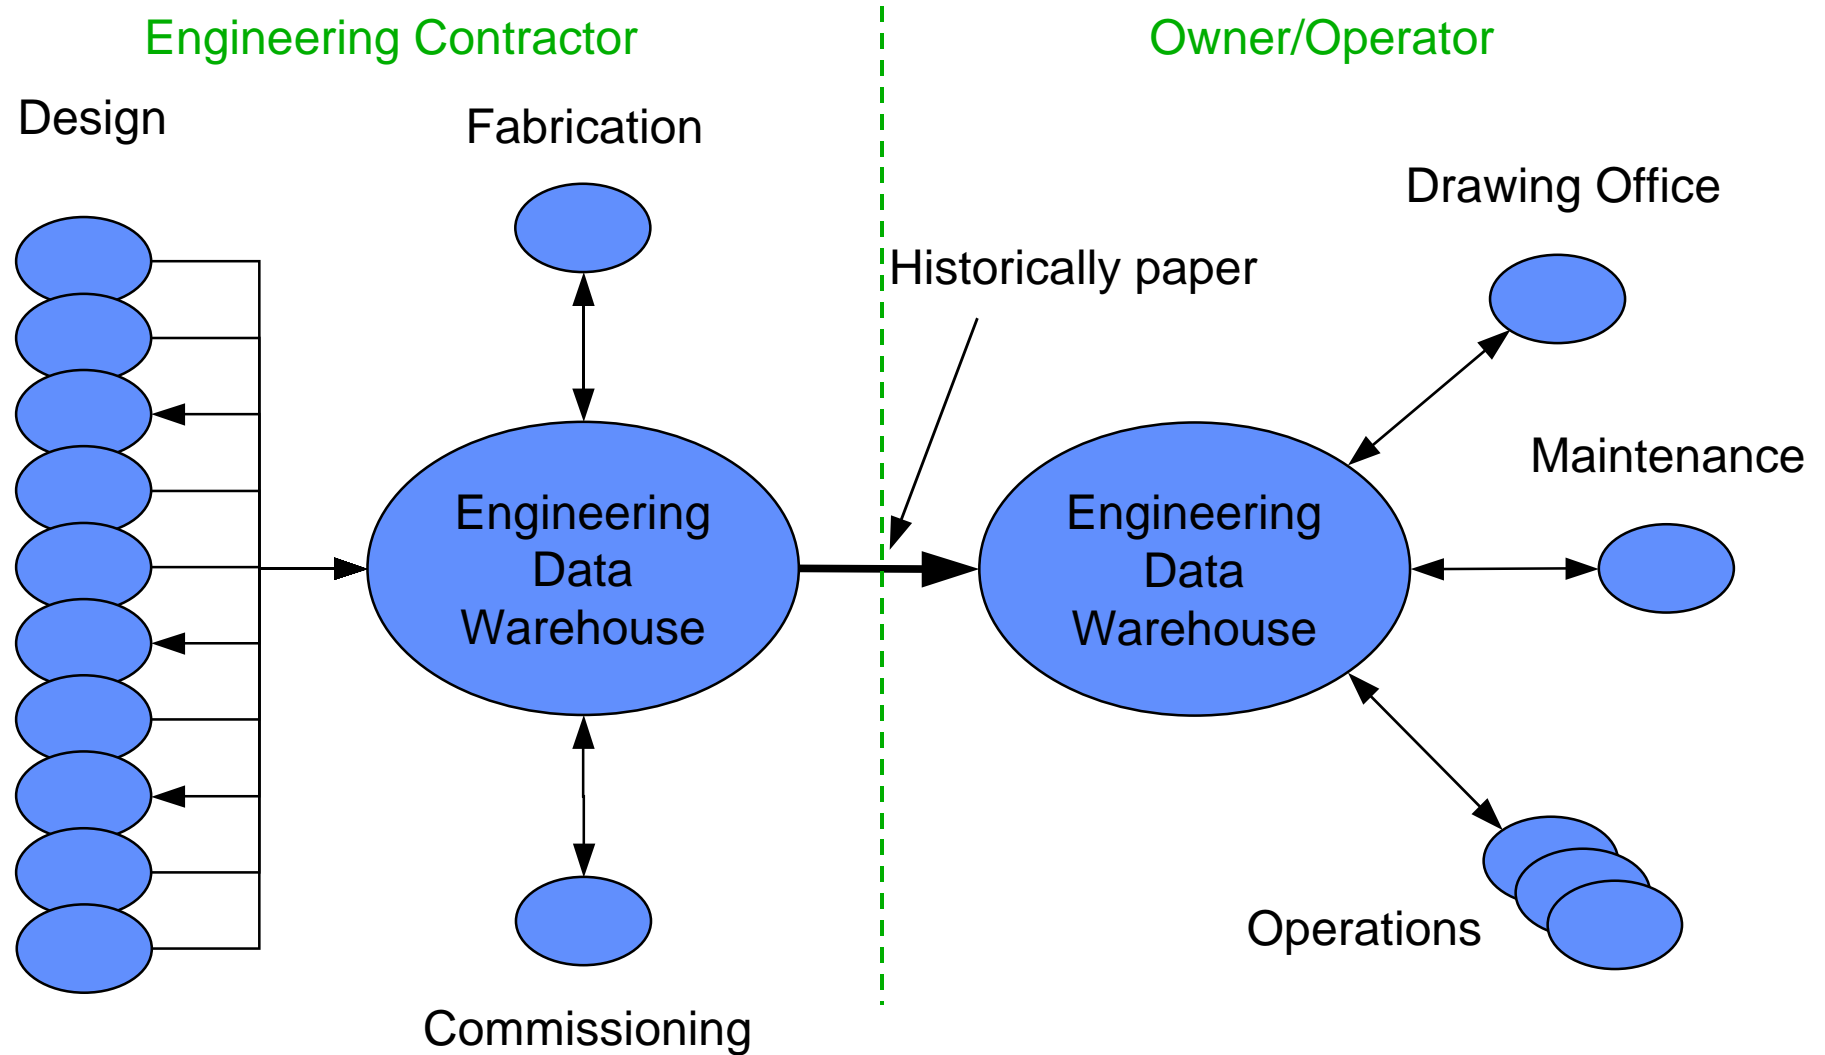 Engineering Contractor
Owner/Operator
Design
Fabrication
Drawing Office
Historically paper
Maintenance
Engineering
Data
Warehouse
Engineering
Data
Warehouse
Operations
Commissioning